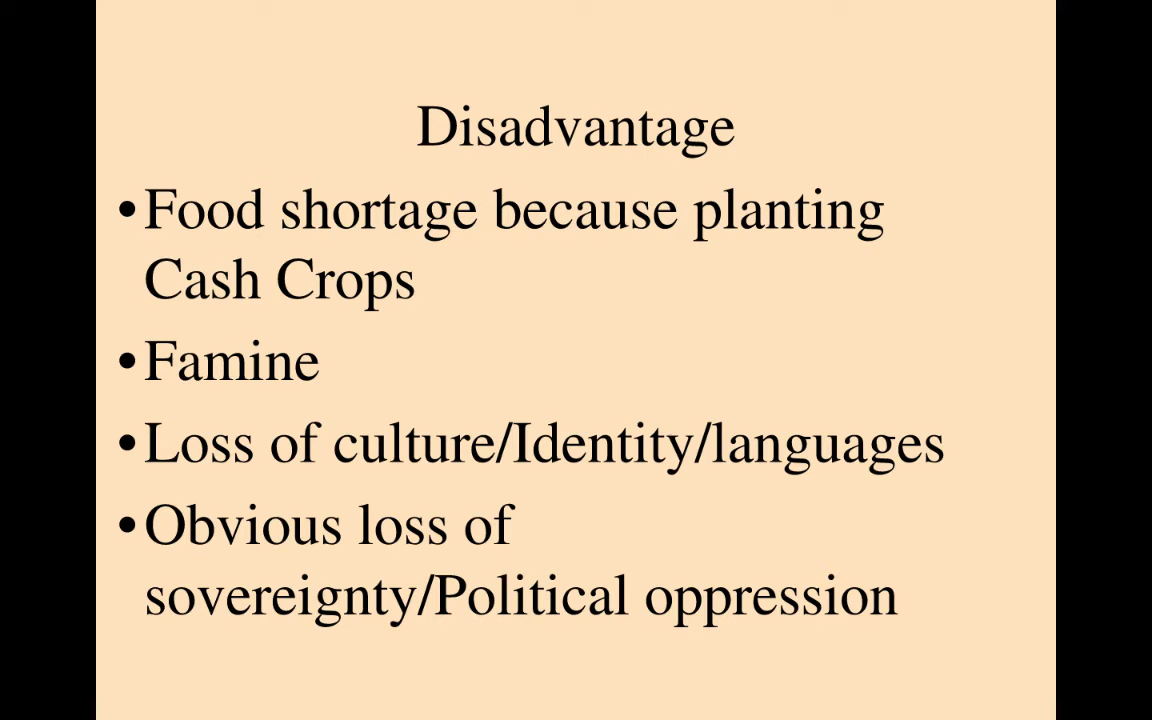 Disadvantage
•Food shortage because planting
Cash Crops
•Famine
•Loss of culture/Identity/languages
•Obvious loss of
sovereignty/Political oppression